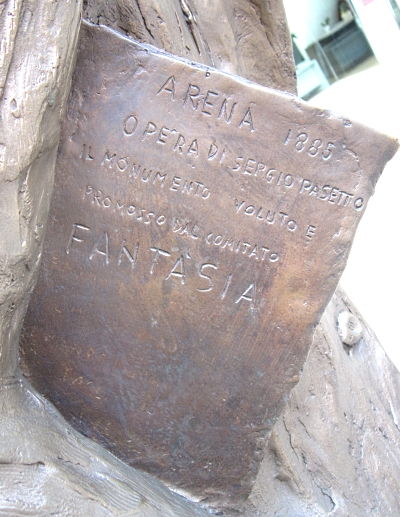 ARENA 1885
OPERA DI SERGIO PASETTO
IL MONUMENTO VOLUTO E
PROMOSSO DAL COMITATO
FANTASIA